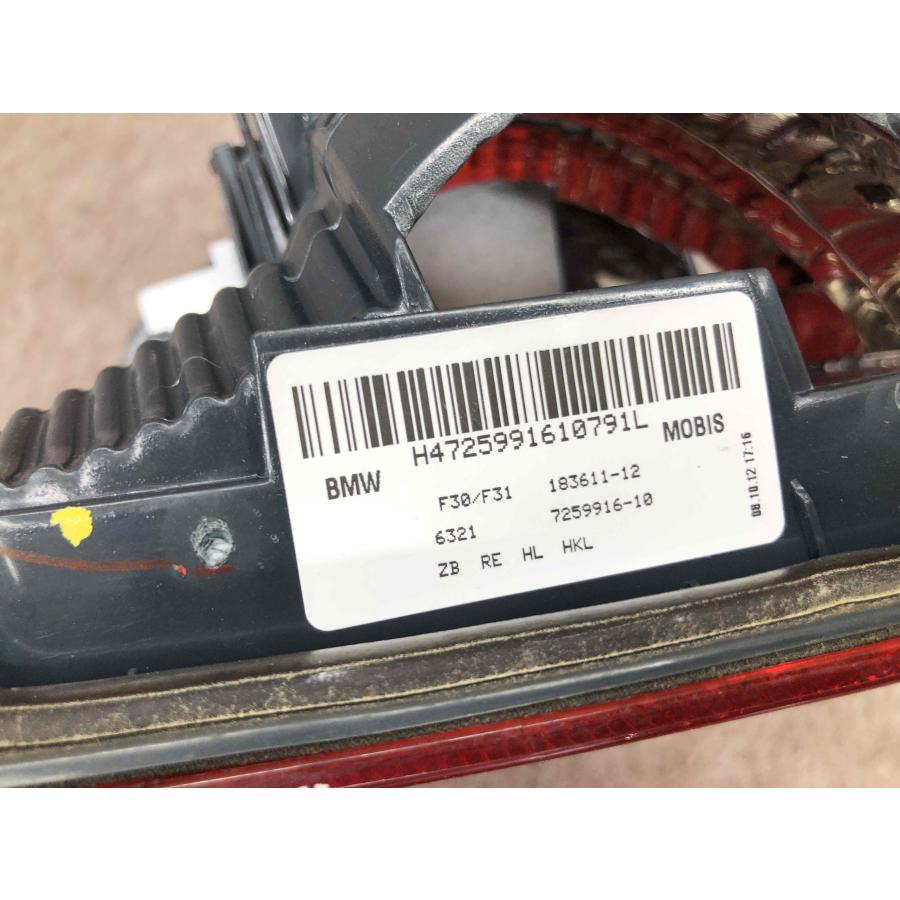 H4725991610791L
BMW MOBIS
F30/F31 183611-12
6321 7259916-10
ZB RE HL HKL
08.10.12 17:16